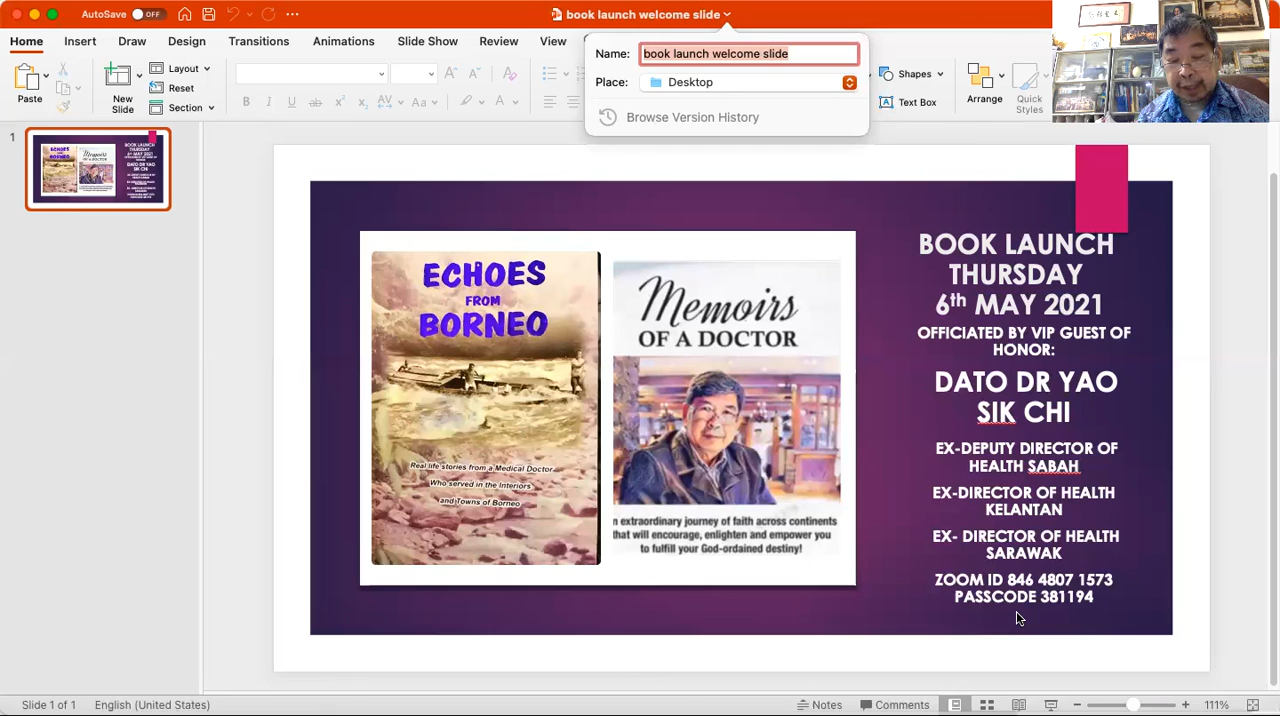 AutoSave OFF
book launch welcome slide
Home Insert Draw Design Transitions Animations Slide Show Review View
Name: book launch welcome slide
Place: Desktop
Browse Version History
Paste
New Slide
Layout
Reset
Section
Shapes
Text Box
Arrange
Quick Styles
1
ECHOES
FROM
BORNEO
Real life stories from a Medical Doctor
Who served in the Interiors
and Towns of Borneo
Memoirs
OF A DOCTOR
n extraordinary journey of faith across continents
that will encourage, enlighten and empower you
to fulfill your God-ordained destiny!
BOOK LAUNCH
THURSDAY
6th MAY 2021
OFFICIATED BY VIP GUEST OF
HONOR:
DATO DR YAO
SIK CHI
EX-DEPUTY DIRECTOR OF
HEALTH SABAH
EX-DIRECTOR OF HEALTH
KELANTAN
EX- DIRECTOR OF HEALTH
SARAWAK
ZOOM ID 846 4807 1573
PASSCODE 381194
Slide 1 of 1 English (United States) Notes Comments 111%